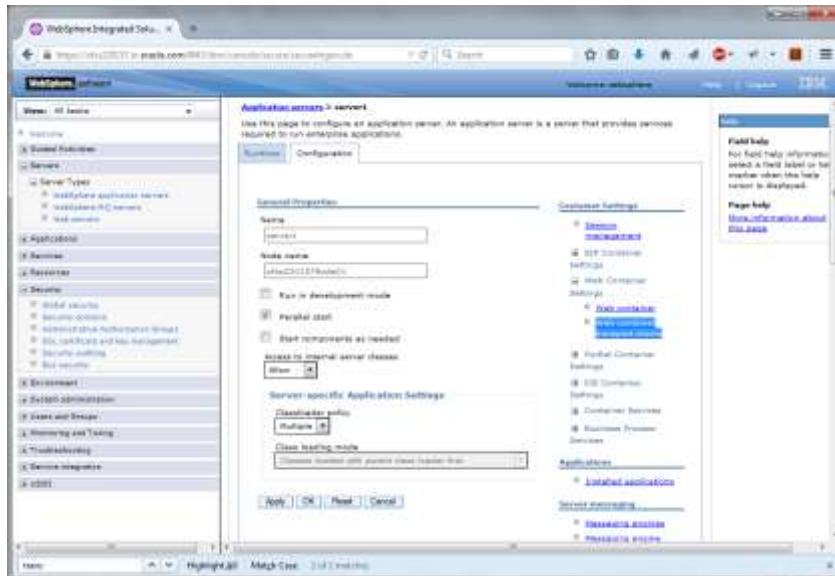 WebSphere Integrated Solu...
Search
WebSphere software
Welcome
Help | Logout
IBM
View: All tasks
Welcome
Guided Activities
Servers
Server Types
WebSphere application servers
WebSphere MQ servers
Web servers
Applications
Services
Resources
Security
Global security
Security domains
Administrative Authorization Groups
SSL certificate and key management
Security auditing
Bus security
Environment
System administration
Users and Groups
Monitoring and Tuning
Troubleshooting
Service integration
UDDI
Application servers > server1
Use this page to configure an application server. An application server is a server that provides services
required to run enterprise applications.
Runtime
Configuration
General Properties
Name
server1
Node name
Run in development mode
Parallel start
Start components as needed
Access to internal server classes
Allow
Server-specific Application Settings
Classloader policy
Multiple
Class loading mode
Classes loaded with parent class loader first
Apply
OK
Reset
Cancel
Container Settings
Session
management
SIP Container
Settings
Web Container
Settings
Web container
Web container
transport chains
Portlet Container
Settings
EJB Container
Settings
Container Services
Business Process
Services
Applications
Installed applications
Server messaging
Messaging engines
Messaging engine
Help
Field help
For field help information,
select a field label or list
marker when the help
cursor is displayed.
Page help
More information about
this page
Highlight All
Match Case
2 of 2 matches